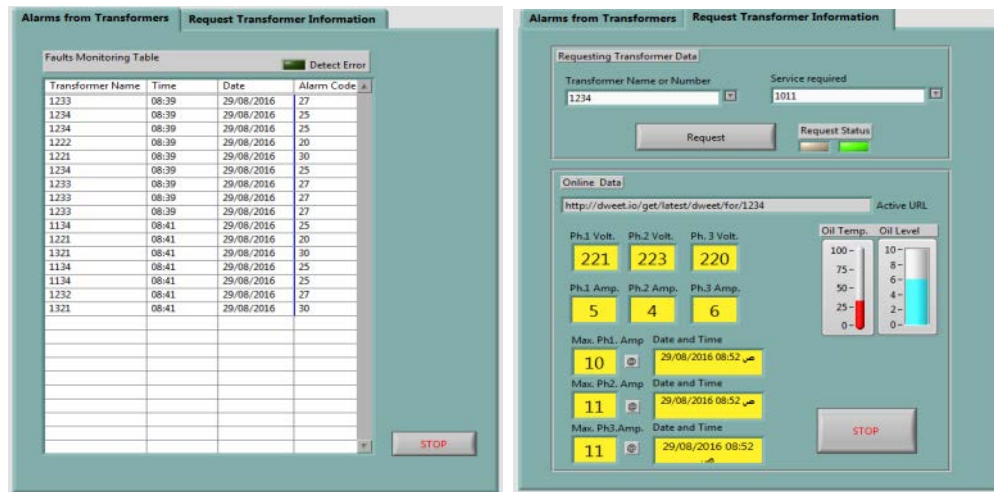 Alarms from Transformers Request Transformer Information
Faults Monitoring Table
Detect Error
Transformer Name Time Date Alarm Code
1233 08:39 29/08/2016 27
1234 08:39 29/08/2016 25
1234 08:39 29/08/2016 25
1222 08:39 29/08/2016 20
1221 08:39 29/08/2016 30
1234 08:39 29/08/2016 25
1233 08:39 29/08/2016 27
1233 08:39 29/08/2016 27
1233 08:39 29/08/2016 27
1134 08:41 29/08/2016 25
1221 08:41 29/08/2016 20
1321 08:41 29/08/2016 30
1134 08:41 29/08/2016 25
1134 08:41 29/08/2016 25
1232 08:41 29/08/2016 27
1321 08:41 29/08/2016 30
STOP
Alarms from Transformers Request Transformer Information
Requesting Transformer Data
Transformer Name or Number Service required
1234 1011
Request Request Status
Online Data
http://dweet.io/get/latest/dweet/for/1234 Active URL
Ph.1 Volt. Ph.2 Volt. Ph. 3 Volt.
221 223 220
Ph.1 Amp. Ph.2 Amp. Ph.3 Amp.
5 4 6
Oil Temp. Oil Level
100 10
75 8
50 6
25 4
0 2
0
Max. Ph1. Amp Date and Time
10 @ 29/08/2016 08:52 ص
Max. Ph2. Amp Date and Time
11 @ 29/08/2016 08:52 ص
Max. Ph3.Amp. Date and Time
11 @ 29/08/2016 08:52
ص
STOP